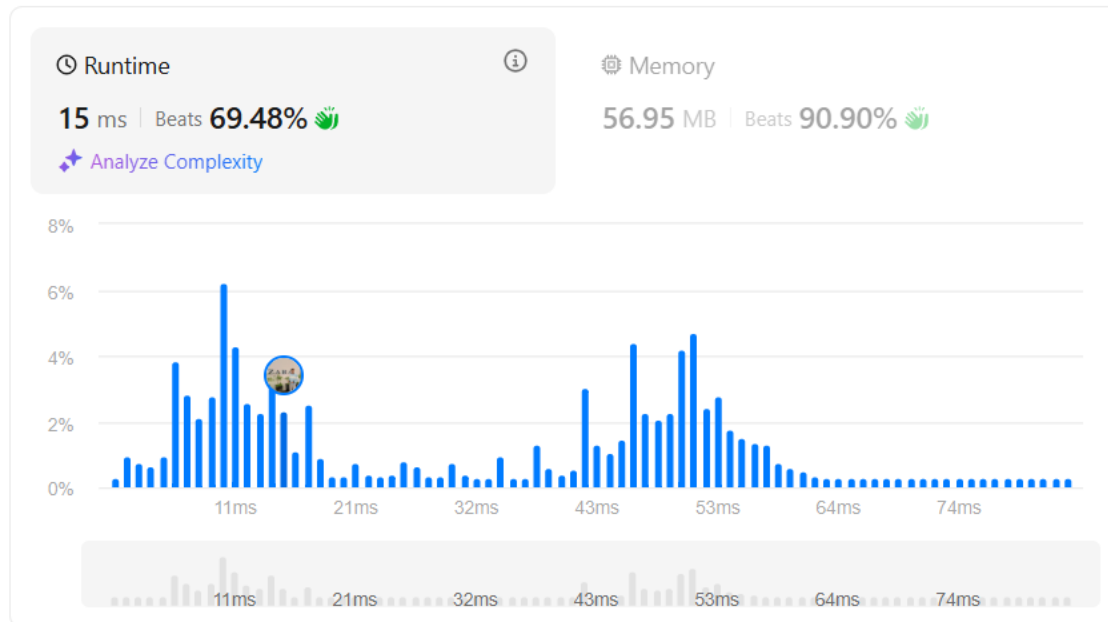 Runtime
15 ms Beats 69.48%
Analyze Complexity
Memory
56.95 MB Beats 90.90%
8%
6%
4%
2%
0%
11ms 21ms 32ms 43ms 53ms 64ms 74ms
11ms 21ms 32ms 43ms 53ms 64ms 74ms